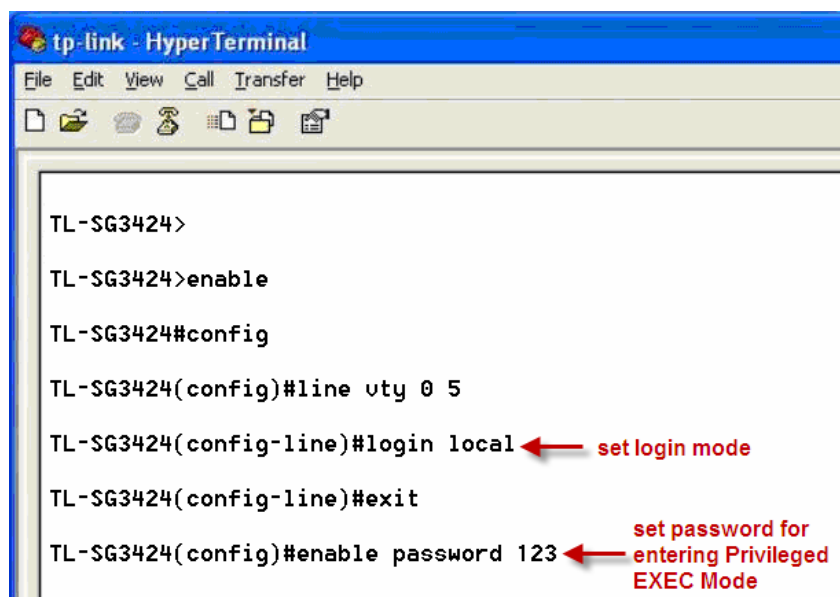 tp-link - HyperTerminal
File Edit View Call Transfer Help
TL-SG3424>
TL-SG3424>enable
TL-SG3424#config
TL-SG3424(config)#line vty 0 5
TL-SG3424(config-line)#login local
set login mode
TL-SG3424(config-line)#exit
TL-SG3424(config)#enable password 123
set password for
entering Privileged
EXEC Mode